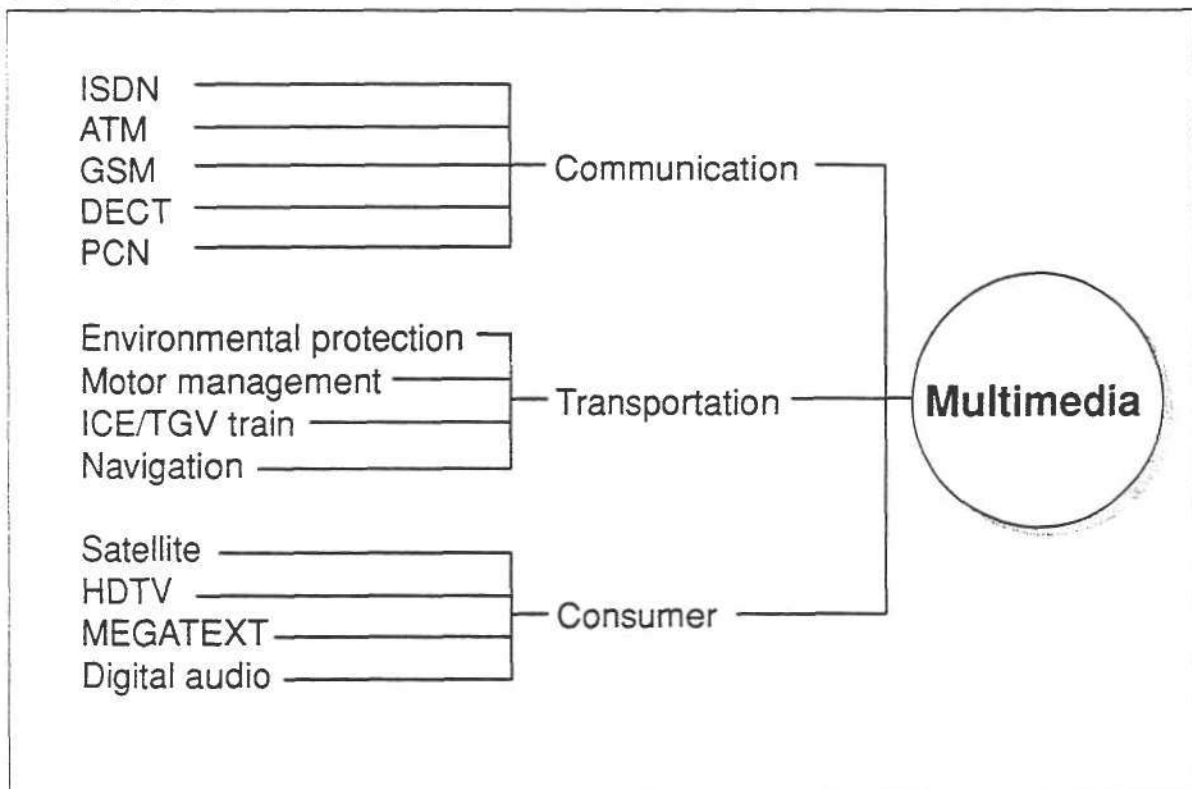 ISDN
ATM
GSM
DECT
PCN
Communication
Environmental protection
Motor management
ICE/TGV train
Navigation
Transportation
Satellite
HDTV
MEGATEXT
Digital audio
Consumer
Multimedia